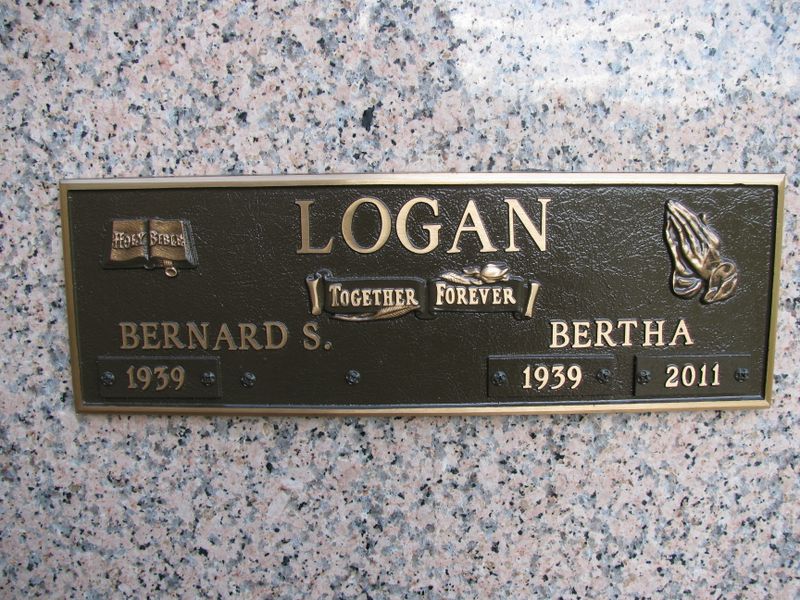 LOGAN
HOLY BIBLE
TOGETHER FOREVER
BERNARD S. BERTHA
1939 1939 2011